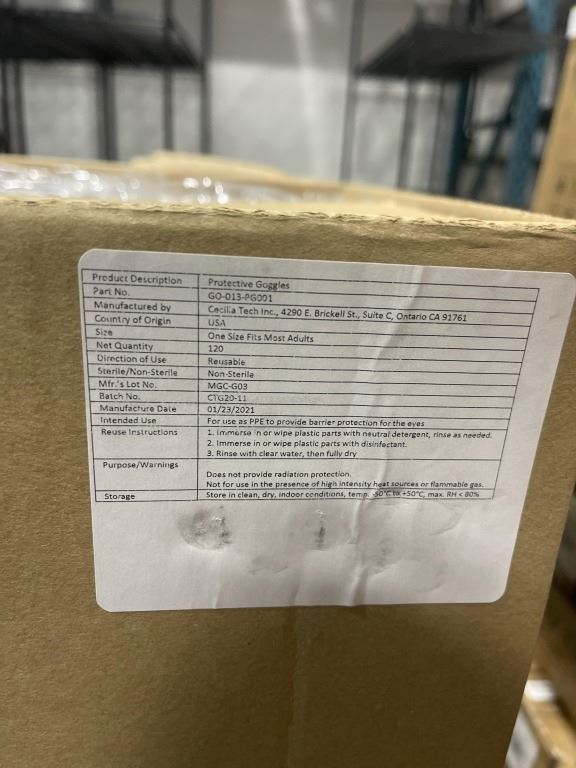 Product Description Protective Goggles
Part No. GO-013-PG001
Manufactured by Cecilia Tech Inc., 4290 E. Brickell St., Suite C, Ontario CA 91761
Country of Origin USA
Size One Size Fits Most Adults
Net Quantity 120
Direction of Use Reusable
Sterile/Non-Sterile Non-Sterile
Mfr.'s Lot No. MGC-G03
Batch No. CTG20-11
Manufacture Date 01/23/2021
Intended Use For use as PPE to provide barrier protection for the eyes
Reuse Instructions 1. Immerse in or wipe plastic parts with neutral detergent, rinse as needed.
2. Immerse in or wipe plastic parts with disinfectant.
3. Rinse with clear water, then fully dry
Purpose/Warnings
Does not provide radiation protection.
Not for use in the presence of high intensity heat sources or flammable gas.
Storage Store in clean, dry, indoor conditions, temp. -50°C to +50°C, max. RH < 80%